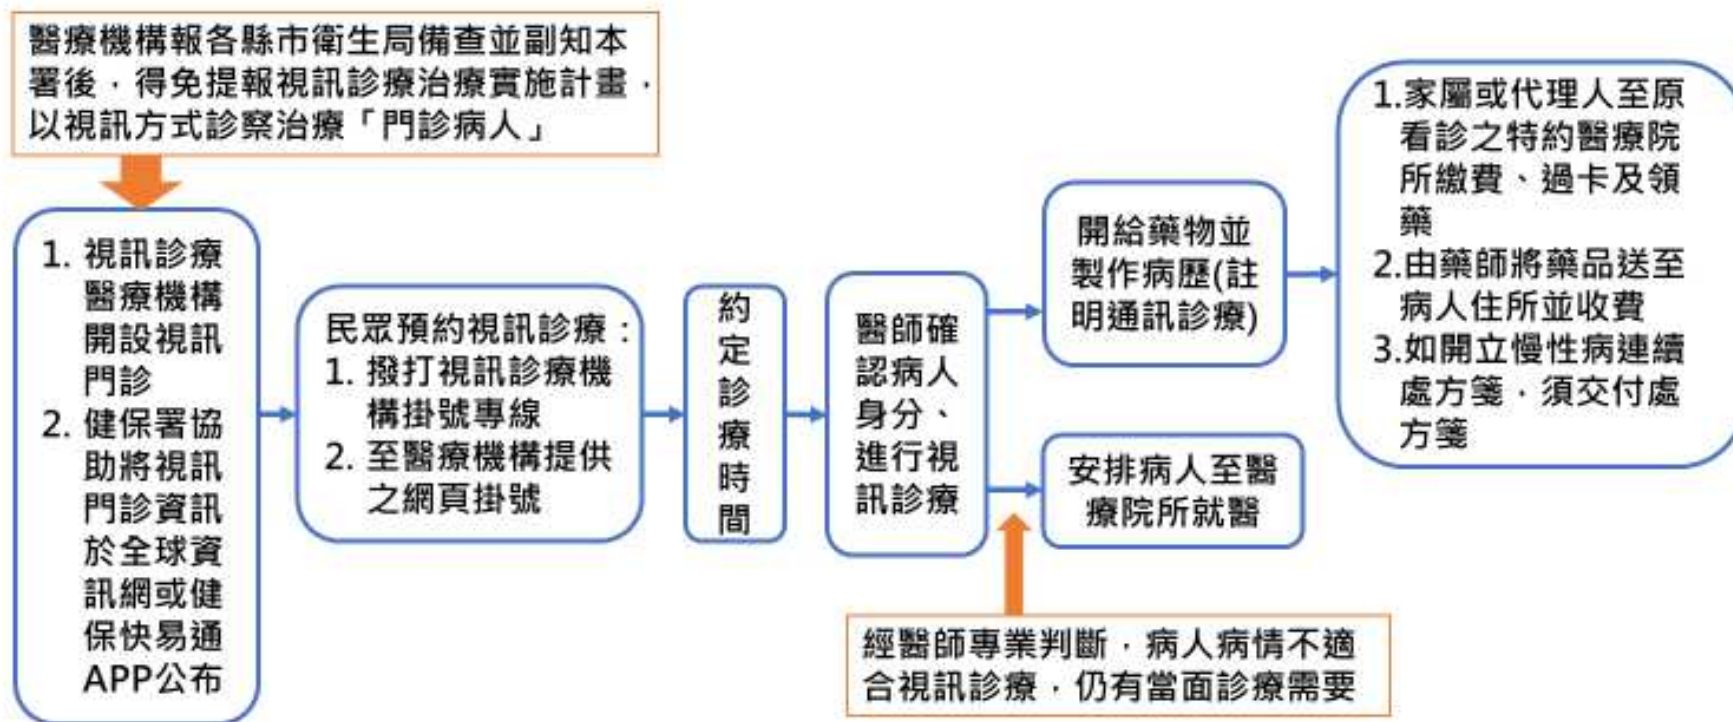 醫療機構報各縣市衛生局備查並副知本
署後，得免提報視訊診療治療實施計畫，
以視訊方式診察治療「門診病人」
1. 視訊診療
醫療機構
開設視訊
門診
2. 健保署協
助將視訊
門診資訊
於全球資
訊網或健
保快易通
APP公布
民眾預約視訊診療：
1. 撥打視訊診療機
構掛號專線
2. 至醫療機構提供
之網頁掛號
約
定
診
療
時
間
醫師確
認病人
身分、
進行視
訊診療
開給藥物並
製作病歷(註
明通訊診療)
1.家屬或代理人至原
看診之特約醫療院
所繳費、過卡及領
藥
2.由藥師將藥品送至
病人住所並收費
3.如開立慢性病連續
處方箋，須交付處
方箋
安排病人至醫
療院所就醫
經醫師專業判斷，病人病情不適
合視訊診療，仍有當面診療需要